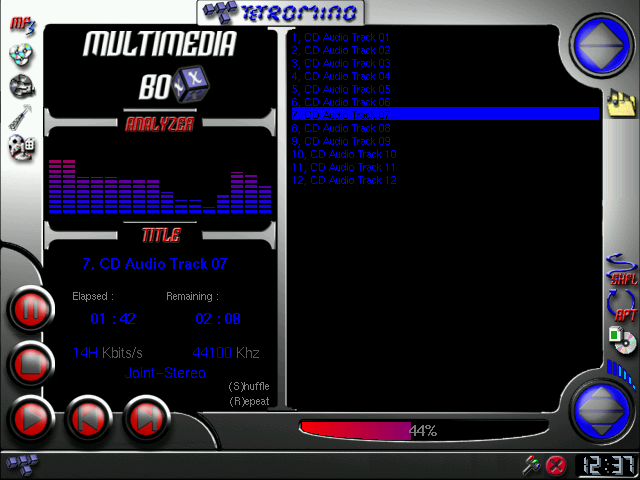 TETROMINO
MP3
MULTIMEDIA
BOX
ANALYZER
TITLE
7. CD Audio Track 07
Elapsed :
Remaining :
01 : 42
02 : 08
14H Kbits/s
44100 Khz
Joint-Stereo
(S)huffle
(R)epeat
1. CD Audio Track 01
2. CD Audio Track 02
3. CD Audio Track 03
4. CD Audio Track 04
5. CD Audio Track 05
6. CD Audio Track 06
7. CD Audio Track 07
8. CD Audio Track 08
9. CD Audio Track 09
10. CD Audio Track 10
11. CD Audio Track 11
12. CD Audio Track 12
SHFL
RPT
44%
12:37